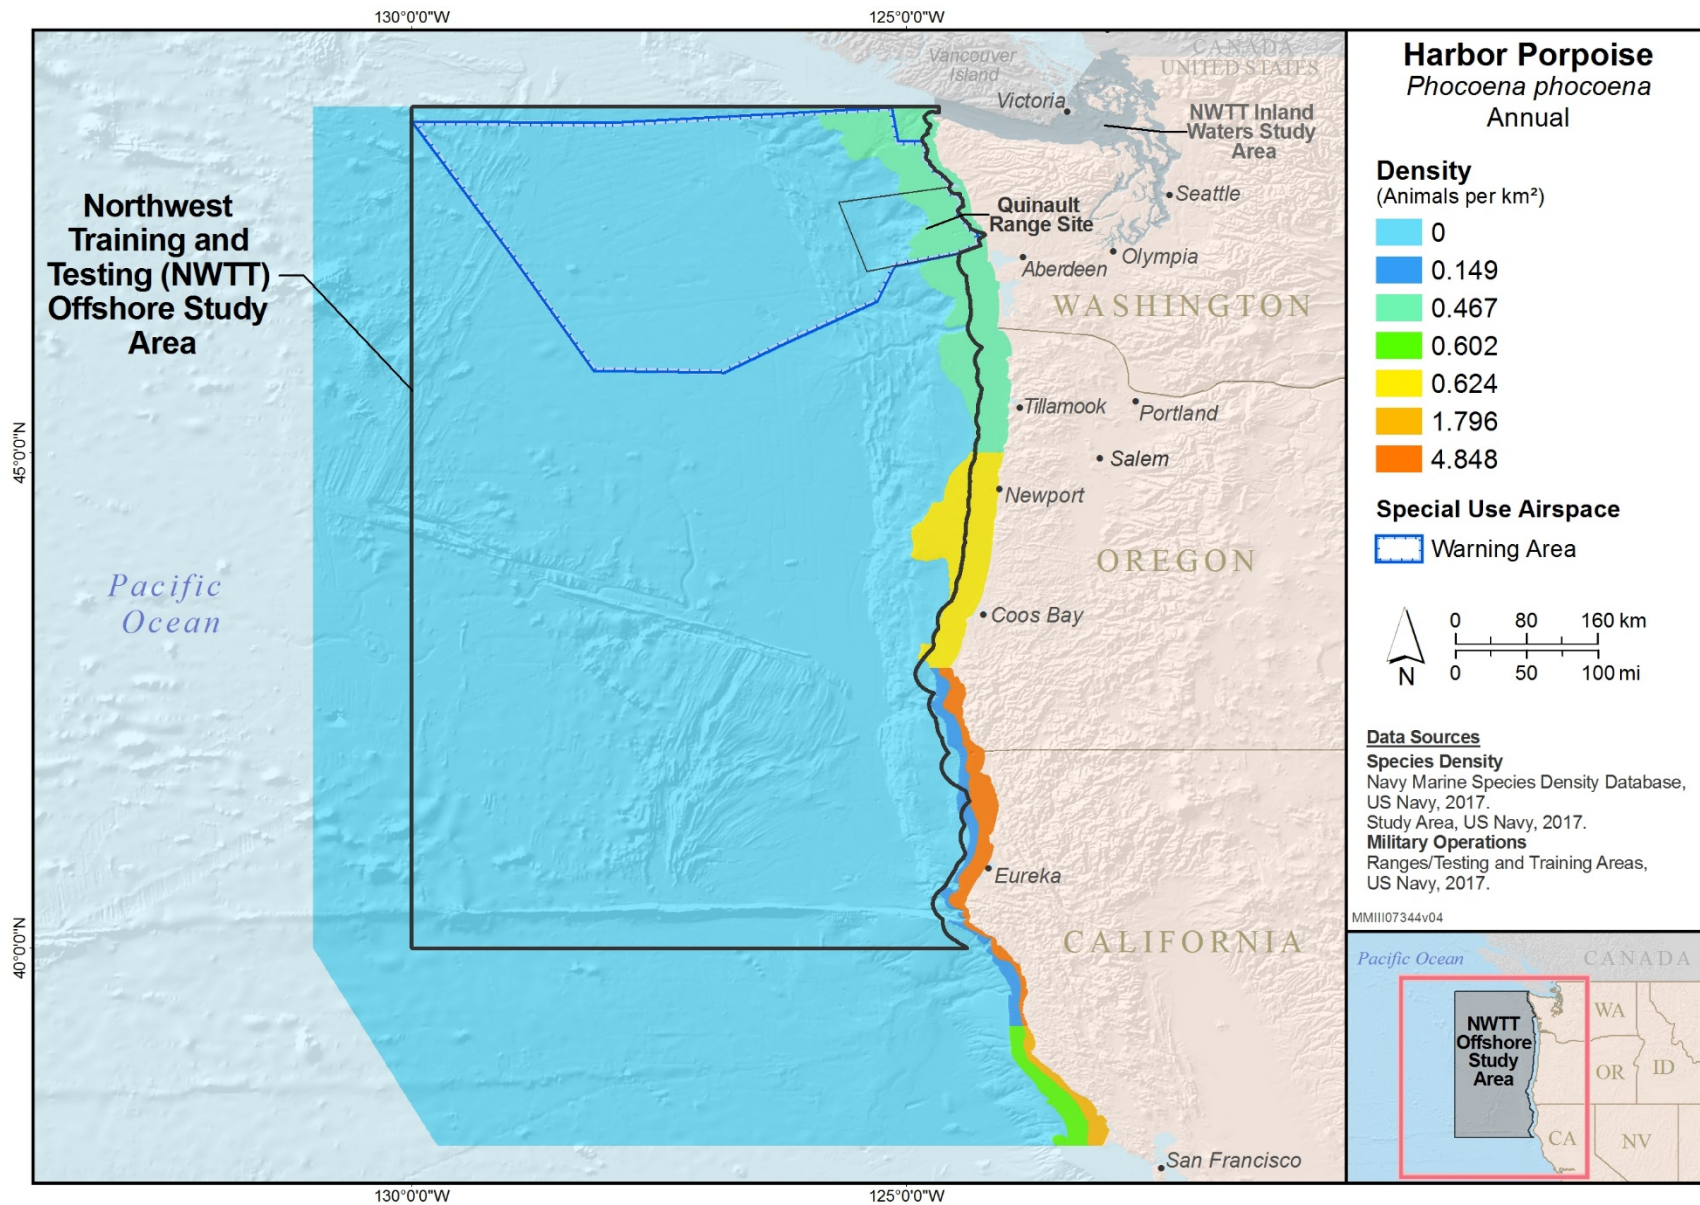 130°0'0"W
125°0'0"W
Vancouver
Island
CANADA
UNITED STATES
Victoria
NWTT Inland
Waters Study
Area
Seattle
Northwest
Training and
Testing (NWTT)
Offshore Study
Area
Quinault
Range Site
Aberdeen
Olympia
WASHINGTON
Tillamook
Portland
45°0'0"N
Salem
Newport
OREGON
Pacific
Ocean
Coos Bay
Eureka
40°0'0"N
CALIFORNIA
San Francisco
130°0'0"W
125°0'0"W
Harbor Porpoise
Phocoena phocoena
Annual
Density
(Animals per km²)
0
0.149
0.467
0.602
0.624
1.796
4.848
Special Use Airspace
Warning Area
N
0 80 160 km
0 50 100 mi
Data Sources
Species Density
Navy Marine Species Density Database,
US Navy, 2017.
Study Area, US Navy, 2017.
Military Operations
Ranges/Testing and Training Areas,
US Navy, 2017.
MMIII07344v04
Pacific Ocean
CANADA
WA
NWTT
Offshore
Study
Area
OR
ID
CA
NV